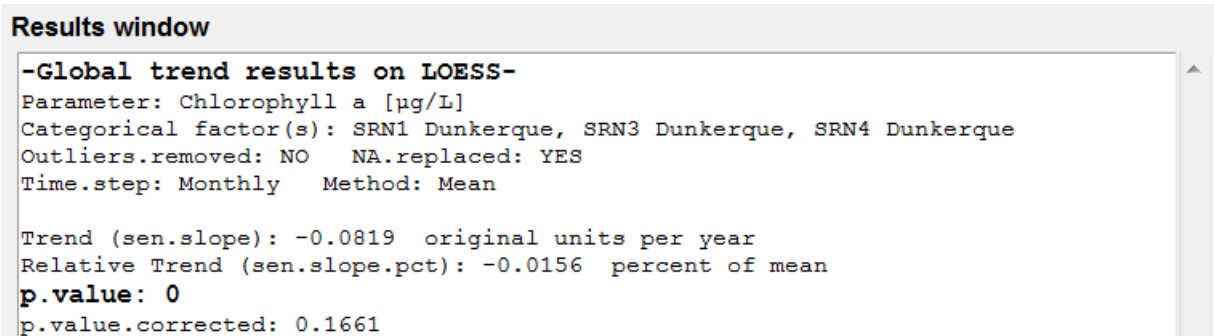 Results window
-Global trend results on LOESS-
Parameter: Chlorophyll a [µg/L]
Categorical factor(s): SRN1 Dunkerque, SRN3 Dunkerque, SRN4 Dunkerque
Outliers.removed: NO   NA.replaced: YES
Time.step: Monthly   Method: Mean
Trend (sen.slope): -0.0819  original units per year
Relative Trend (sen.slope.pct): -0.0156  percent of mean
p.value: 0
p.value.corrected: 0.1661